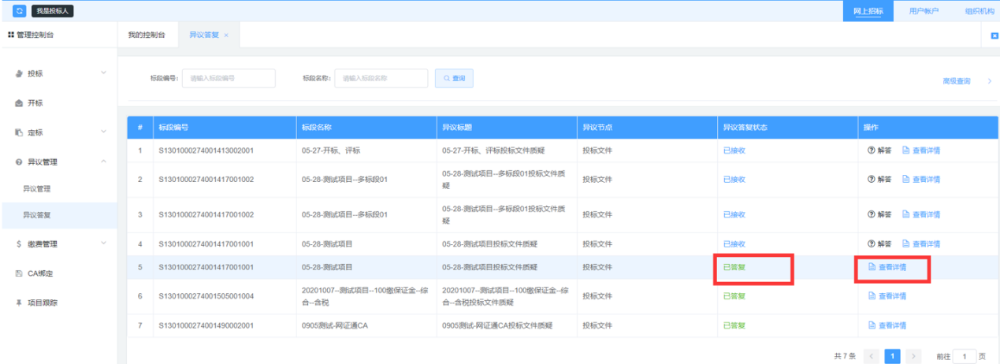 我是投标人
网上招标 用户帐户 组织机构
管理控制台 我的控制台 异议答复 ×
投标
开标
定标
异议管理
异议管理
异议答复
缴费管理
CA绑定
项目跟踪
标段编号: 请输入标段编号 标段名称: 请输入标段名称 查询 高级查询
# 标段编号 标段名称 异议标题 异议节点 异议答复状态 操作
1 S1301000274001413002001 05-27-开标、评标 05-27-开标、评标投标文件质疑 投标文件 已接收 解答 查看详情
2 S1301000274001417001002 05-28-测试项目--多标段01 05-28-测试项目--多标段01投标文件质
疑 投标文件 已接收 解答 查看详情
3 S1301000274001417001002 05-28-测试项目--多标段01 05-28-测试项目--多标段01投标文件质
疑 投标文件 已接收 解答 查看详情
4 S1301000274001417001001 05-28-测试项目 05-28-测试项目投标文件质疑 投标文件 已接收 解答 查看详情
5 S1301000274001417001001 05-28-测试项目 05-28-测试项目投标文件质疑 投标文件 已答复 查看详情
6 S1301000274001505001004 20201007--测试项目--100缴保证金--综
合--含税 20201007--测试项目--100缴保证金--综
合--含税投标文件质疑 投标文件 已答复 查看详情
7 S1301000274001490002001 0905测试-网证通CA 0905测试-网证通CA投标文件质疑 投标文件 已答复 查看详情
共 7 条 < 1 > 前往 1 页